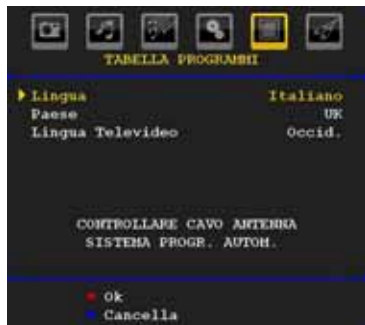 TABELLA PROGRAMMI
Lingua Italiano
Paese UK
Lingua Televideo Occid.
CONTROLLARE CAVO ANTENNA
SISTEMA PROGR. AUTOM.
Ok
Cancella